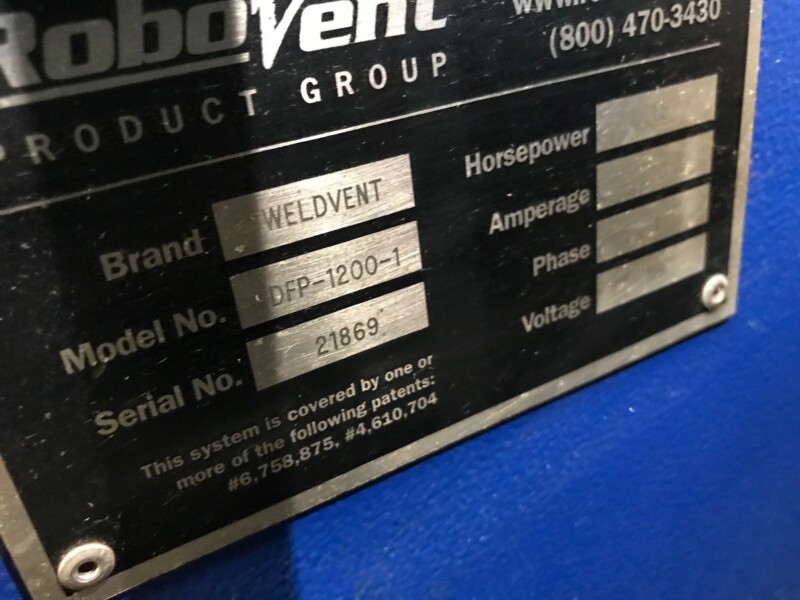 RoboVent
(800) 470-3430
PRODUCT GROUP
Brand WELDVENT
Model No. DFP-1200-1
Serial No. 21869
This system is covered by one or
more of the following patents:
#6,758,875, #4,610,704
Horsepower
Amperage
Phase
Voltage